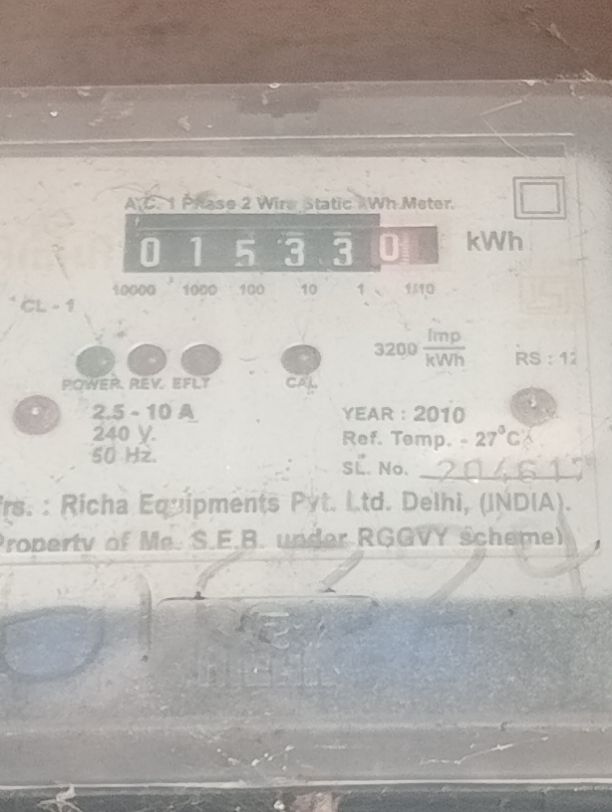 A.C. 1 Phase 2 Wire Static kWh Meter.
0 1 5 3 3 0 kWh
10000 1000 100 10 1 1/10
CL - 1
3200 Imp/kWh
RS : 12
POWER REV. EFLT CAL
2.5 - 10 A
240 V.
50 Hz.
YEAR : 2010
Ref. Temp. - 27°C
SL. No.
rs. : Richa Equipments Pvt. Ltd. Delhi, (INDIA).
Property of Me. S.E.B. under RGGVY scheme)